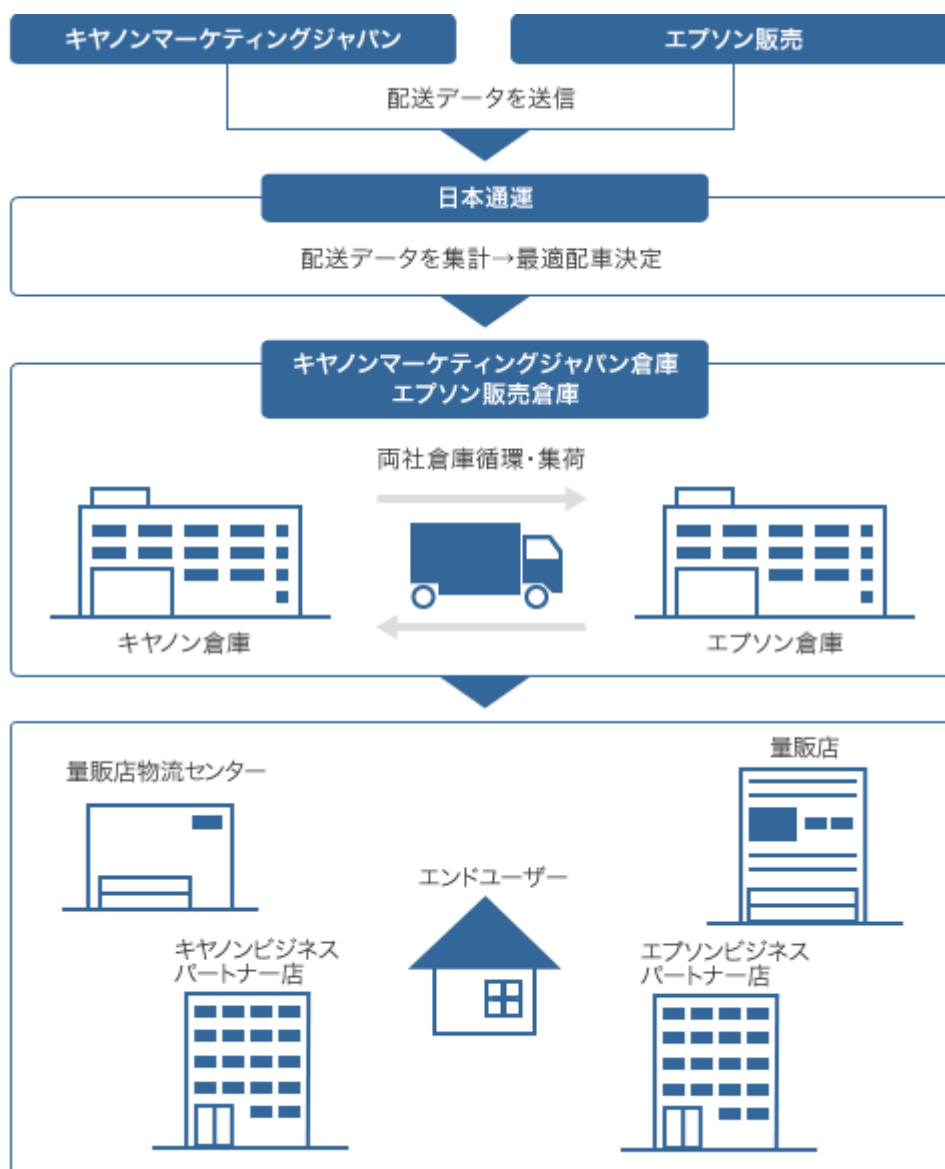 キヤノンマーケティングジャパン
エプソン販売
配送データを送信
日本通運
配送データを集計→最適配車決定
キヤノンマーケティングジャパン倉庫
エプソン販売倉庫
両社倉庫循環・集荷
キヤノン倉庫
エプソン倉庫
量販店物流センター
量販店
エンドユーザー
キヤノンビジネス
パートナー店
エプソンビジネス
パートナー店